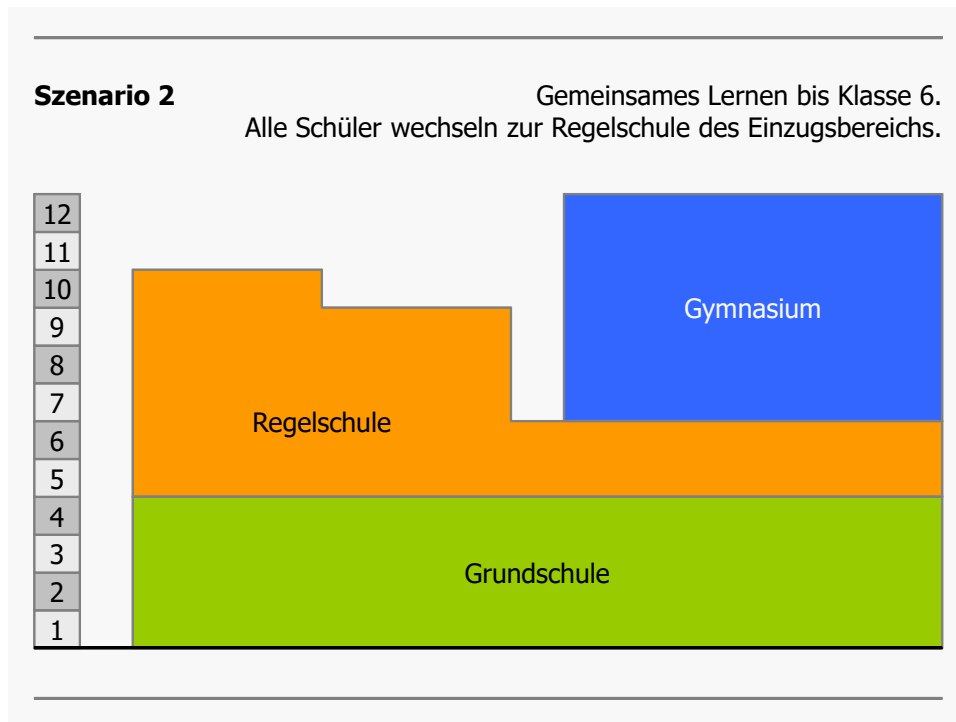 Szenario 2
Gemeinsames Lernen bis Klasse 6.
Alle Schüler wechseln zur Regelschule des Einzugsbereichs.
12
11
10
9
8
7
6
5
4
3
2
1
Gymnasium
Regelschule
Grundschule